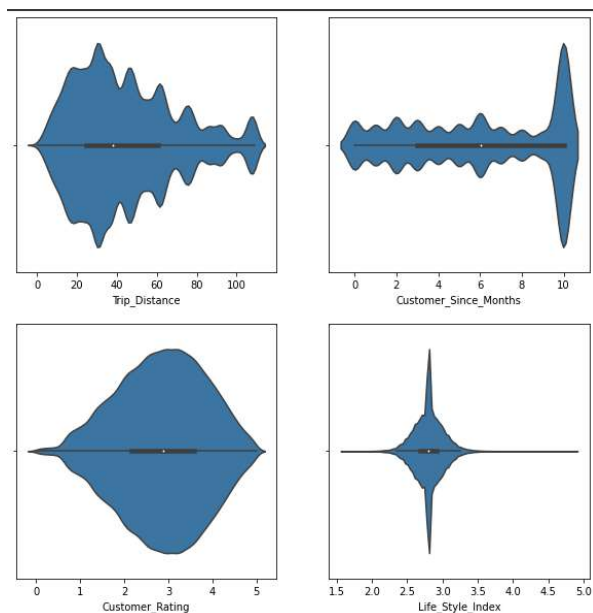 0 20 40 60 80 100
Trip_Distance
0 2 4 6 8 10
Customer_Since_Months
0 1 2 3 4 5
Customer_Rating
1.5 2.0 2.5 3.0 3.5 4.0 4.5 5.0
Life_Style_Index